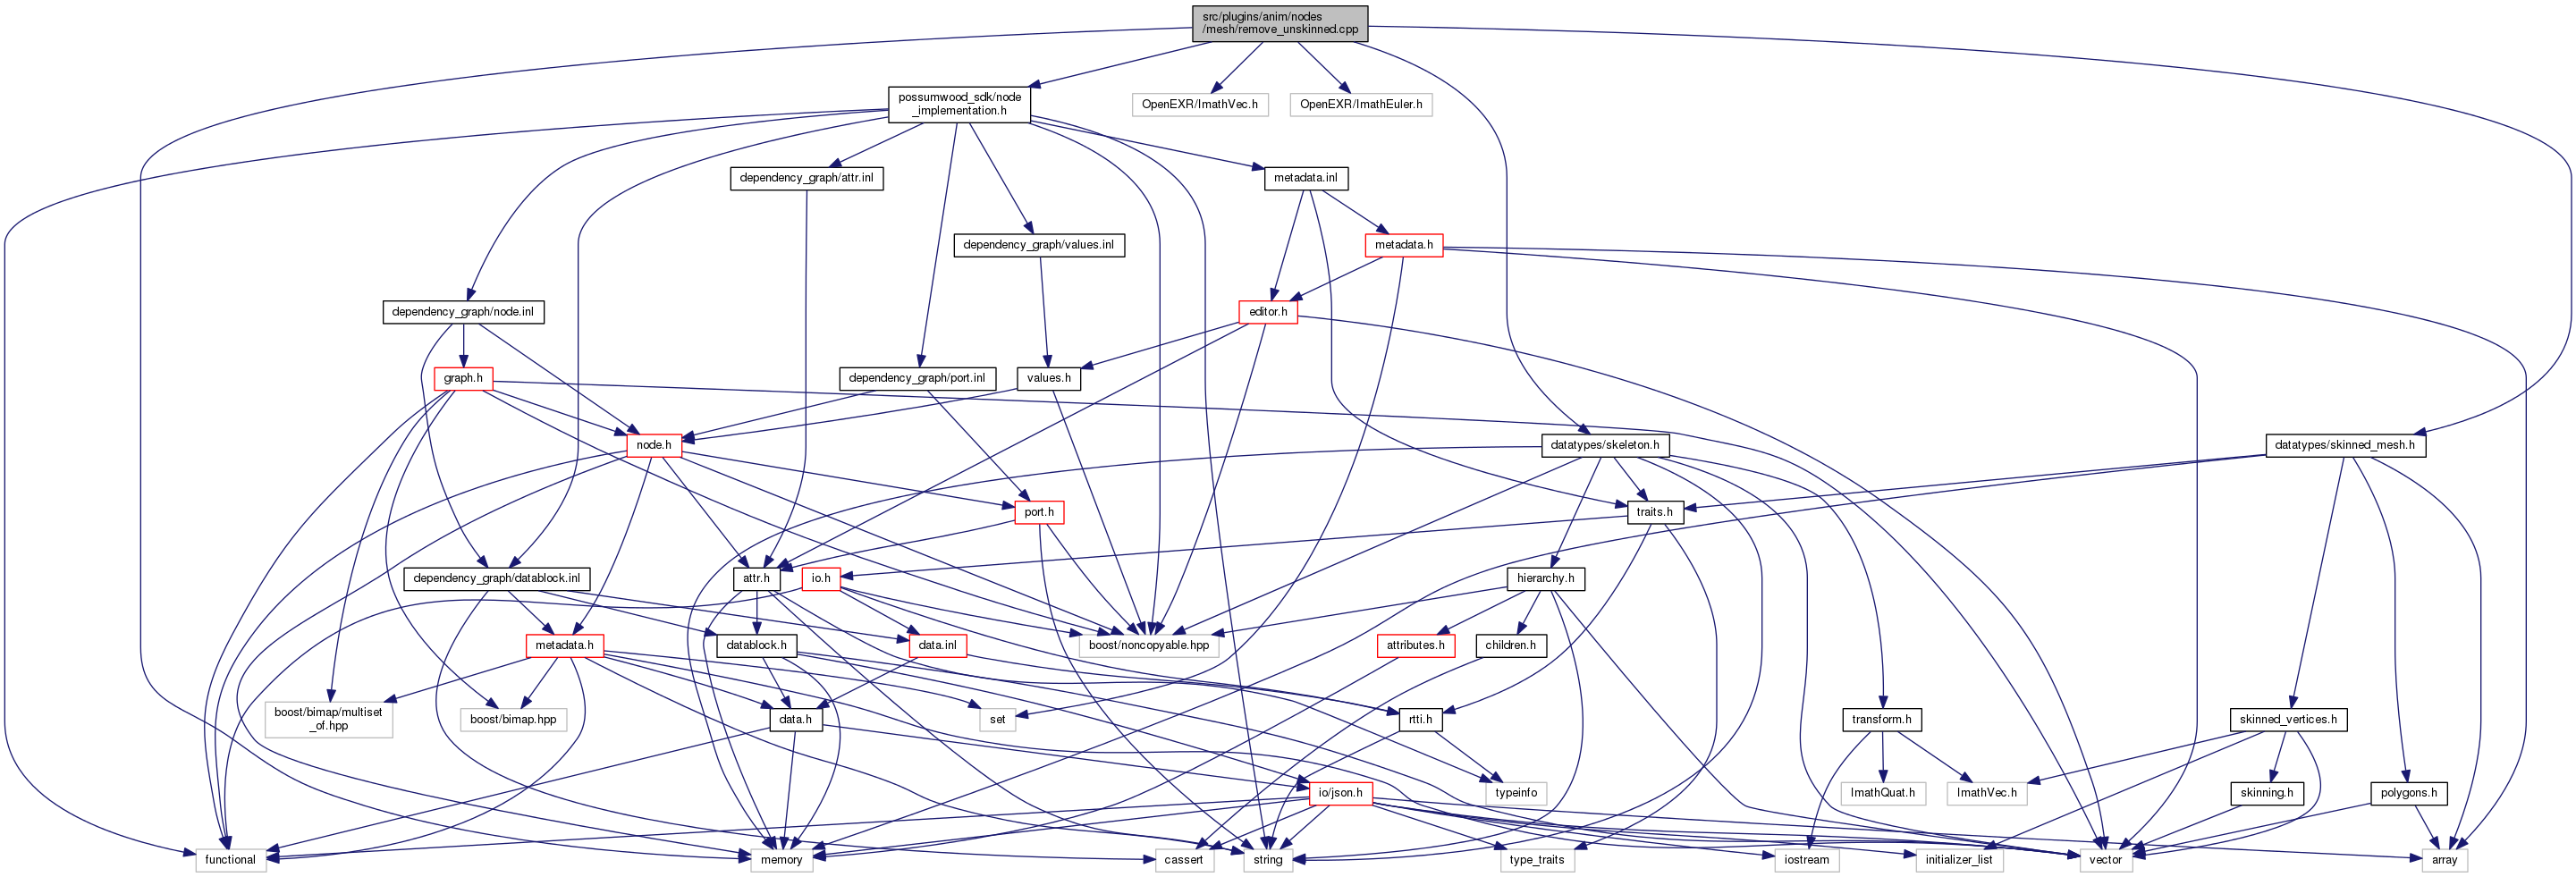 src/plugins/anim/nodes
/mesh/remove_unskinned.cpp
possumwood_sdk/node
_implementation.h
OpenEXR/ImathVec.h
OpenEXR/ImathEuler.h
dependency_graph/attr.inl
metadata.inl
dependency_graph/values.inl
metadata.h
dependency_graph/node.inl
editor.h
graph.h
dependency_graph/port.inl
values.h
node.h
datatypes/skeleton.h
datatypes/skinned_mesh.h
port.h
traits.h
dependency_graph/datablock.inl
attr.h
io.h
hierarchy.h
metadata.h
datablock.h
data.inl
boost/noncopyable.hpp
attributes.h
children.h
boost/bimap/multiset
_of.hpp
boost/bimap.hpp
data.h
set
rtti.h
transform.h
skinned_vertices.h
io/json.h
typeinfo
ImathQuat.h
ImathVec.h
skinning.h
polygons.h
functional
memory
cassert
string
type_traits
iostream
initializer_list
vector
array